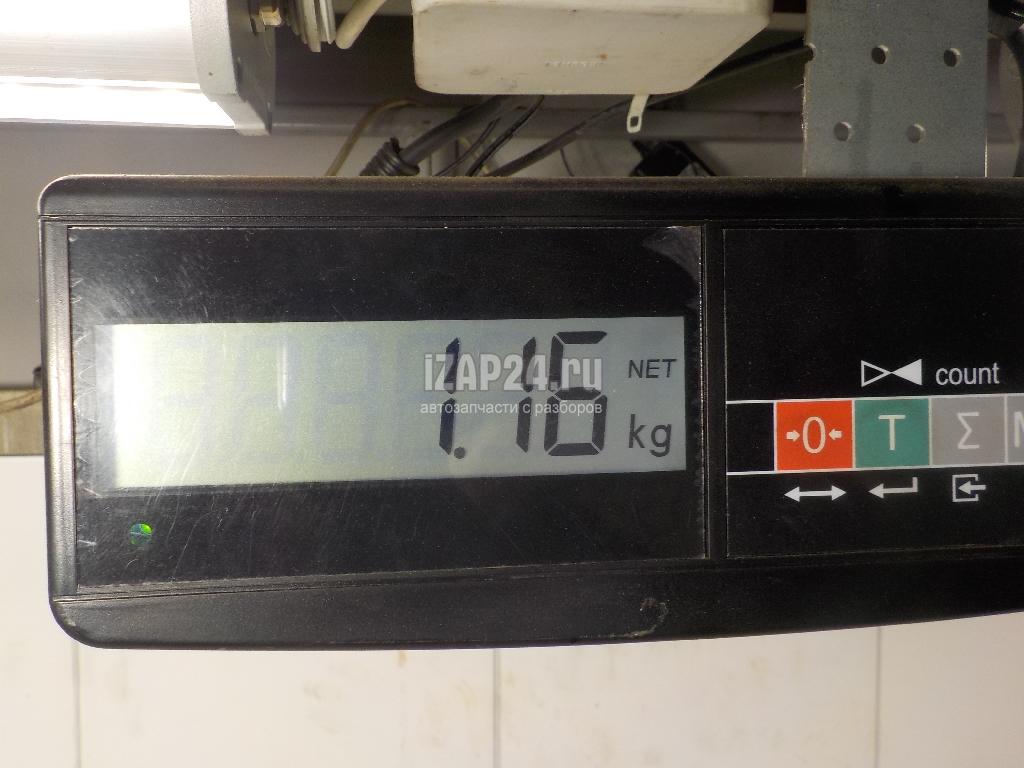 1.16
NET
kg
iZAP24.ru
автозапчасти с разборов
count
→0←
T
Σ